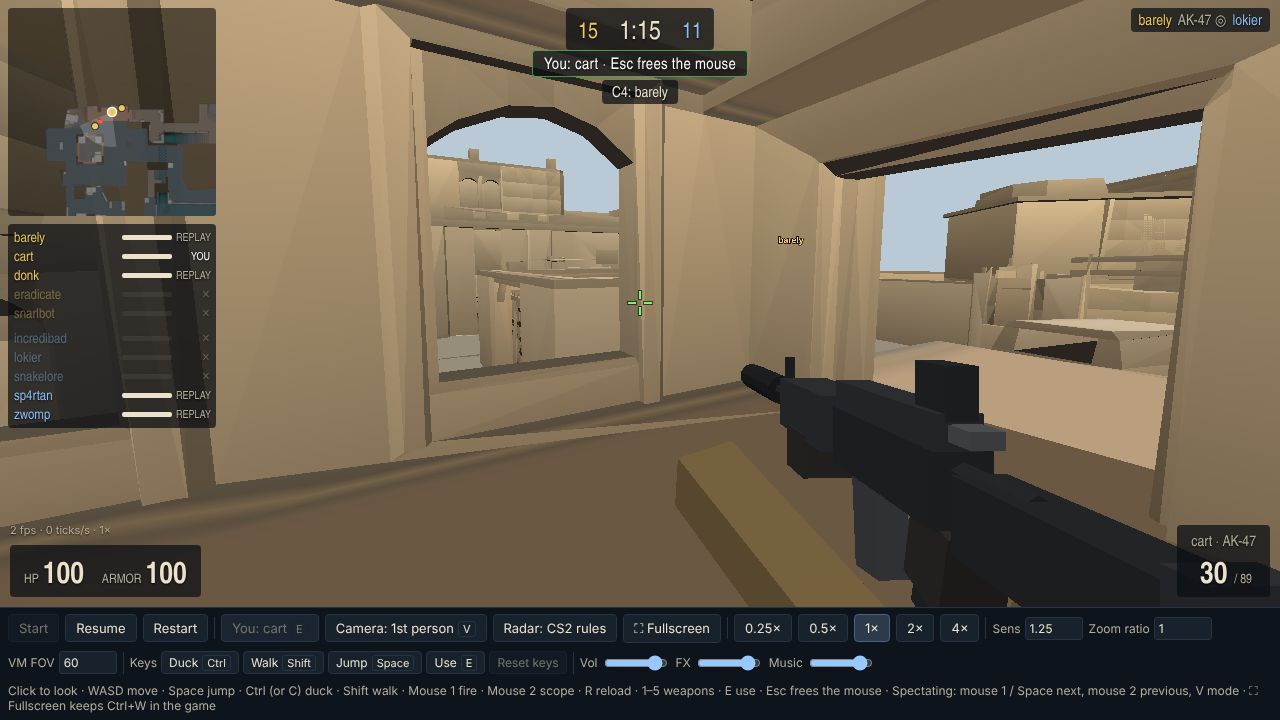 15 1:15 11
You: cart · Esc frees the mouse
C4: barely
barely AK-47 ◎ lokier
barely REPLAY
cart YOU
donk REPLAY
eradicate ×
snarlbot ×
incredibad ×
lokier ×
snakelore ×
sp4rtan REPLAY
zwomp REPLAY
barely
2 fps · 0 ticks/s · 1×
HP 100 ARMOR 100
cart · AK-47
30 / 89
Start Resume Restart You: cart E Camera: 1st person V Radar: CS2 rules ⛶ Fullscreen 0.25× 0.5× 1× 2× 4× Sens 1.25 Zoom ratio 1
VM FOV 60 Keys Duck Ctrl Walk Shift Jump Space Use E Reset keys Vol FX Music
Click to look · WASD move · Space jump · Ctrl (or C) duck · Shift walk · Mouse 1 fire · Mouse 2 scope · R reload · 1–5 weapons · E use · Esc frees the mouse · Spectating: mouse 1 / Space next, mouse 2 previous, V mode · ⛶
Fullscreen keeps Ctrl+W in the game